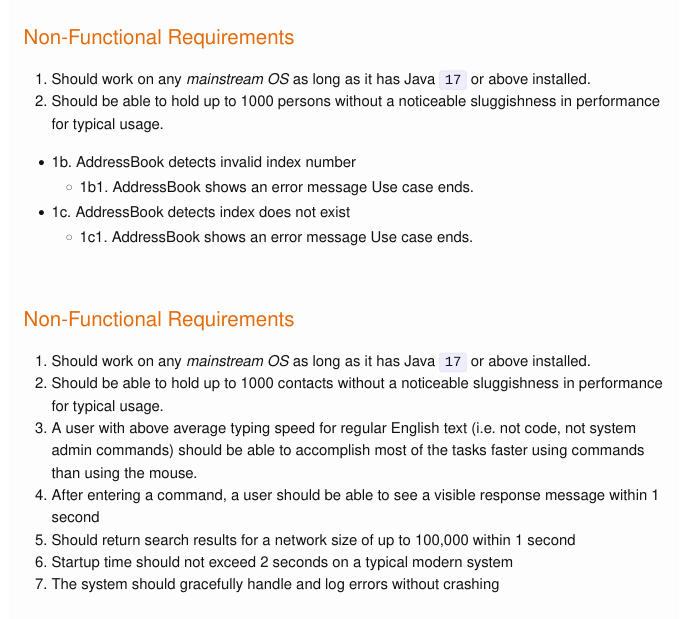 Non-Functional Requirements
1. Should work on any mainstream OS as long as it has Java 17 or above installed.
2. Should be able to hold up to 1000 persons without a noticeable sluggishness in performance
for typical usage.
• 1b. AddressBook detects invalid index number
◦ 1b1. AddressBook shows an error message Use case ends.
• 1c. AddressBook detects index does not exist
◦ 1c1. AddressBook shows an error message Use case ends.
Non-Functional Requirements
1. Should work on any mainstream OS as long as it has Java 17 or above installed.
2. Should be able to hold up to 1000 contacts without a noticeable sluggishness in performance
for typical usage.
3. A user with above average typing speed for regular English text (i.e. not code, not system
admin commands) should be able to accomplish most of the tasks faster using commands
than using the mouse.
4. After entering a command, a user should be able to see a visible response message within 1
second
5. Should return search results for a network size of up to 100,000 within 1 second
6. Startup time should not exceed 2 seconds on a typical modern system
7. The system should gracefully handle and log errors without crashing